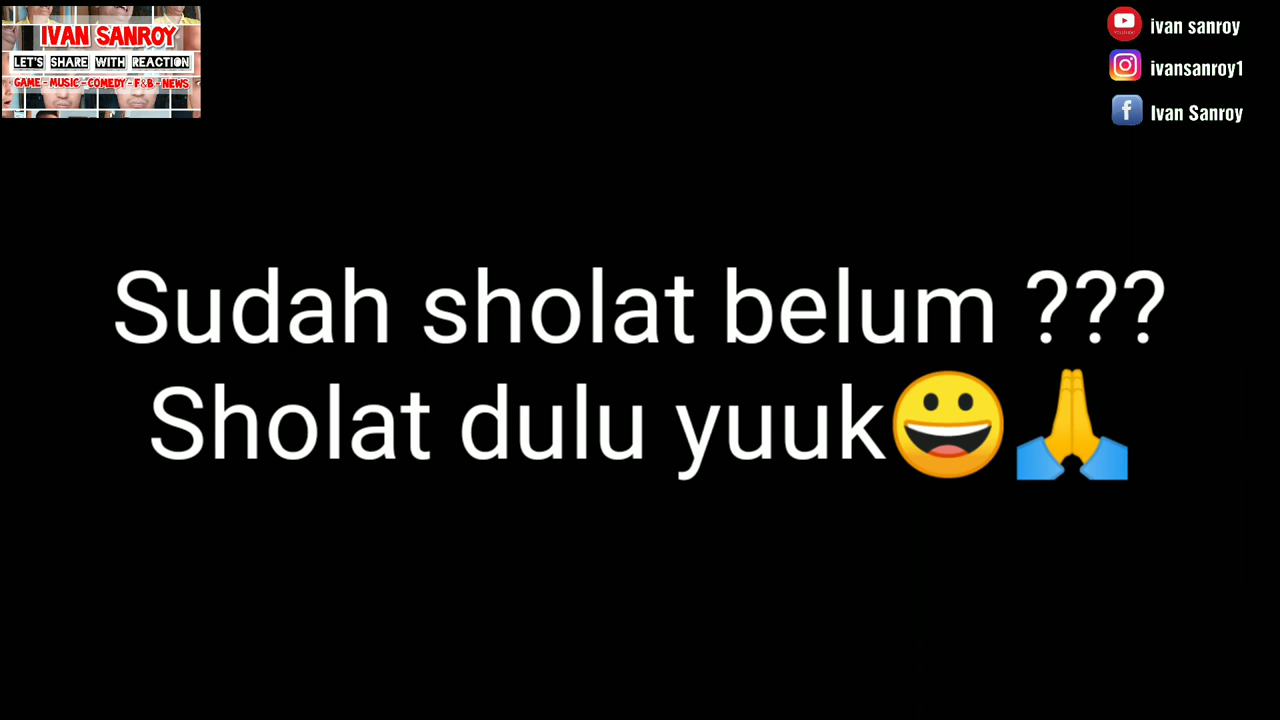 IVAN SANROY
LET'S SHARE WITH REACTION
GAME - MUSIC - COMEDY - F&B - NEWS
YouTube
ivan sanroy
ivansanroy1
Ivan Sanroy
Sudah sholat belum ???
Sholat dulu yuuk😀🙏